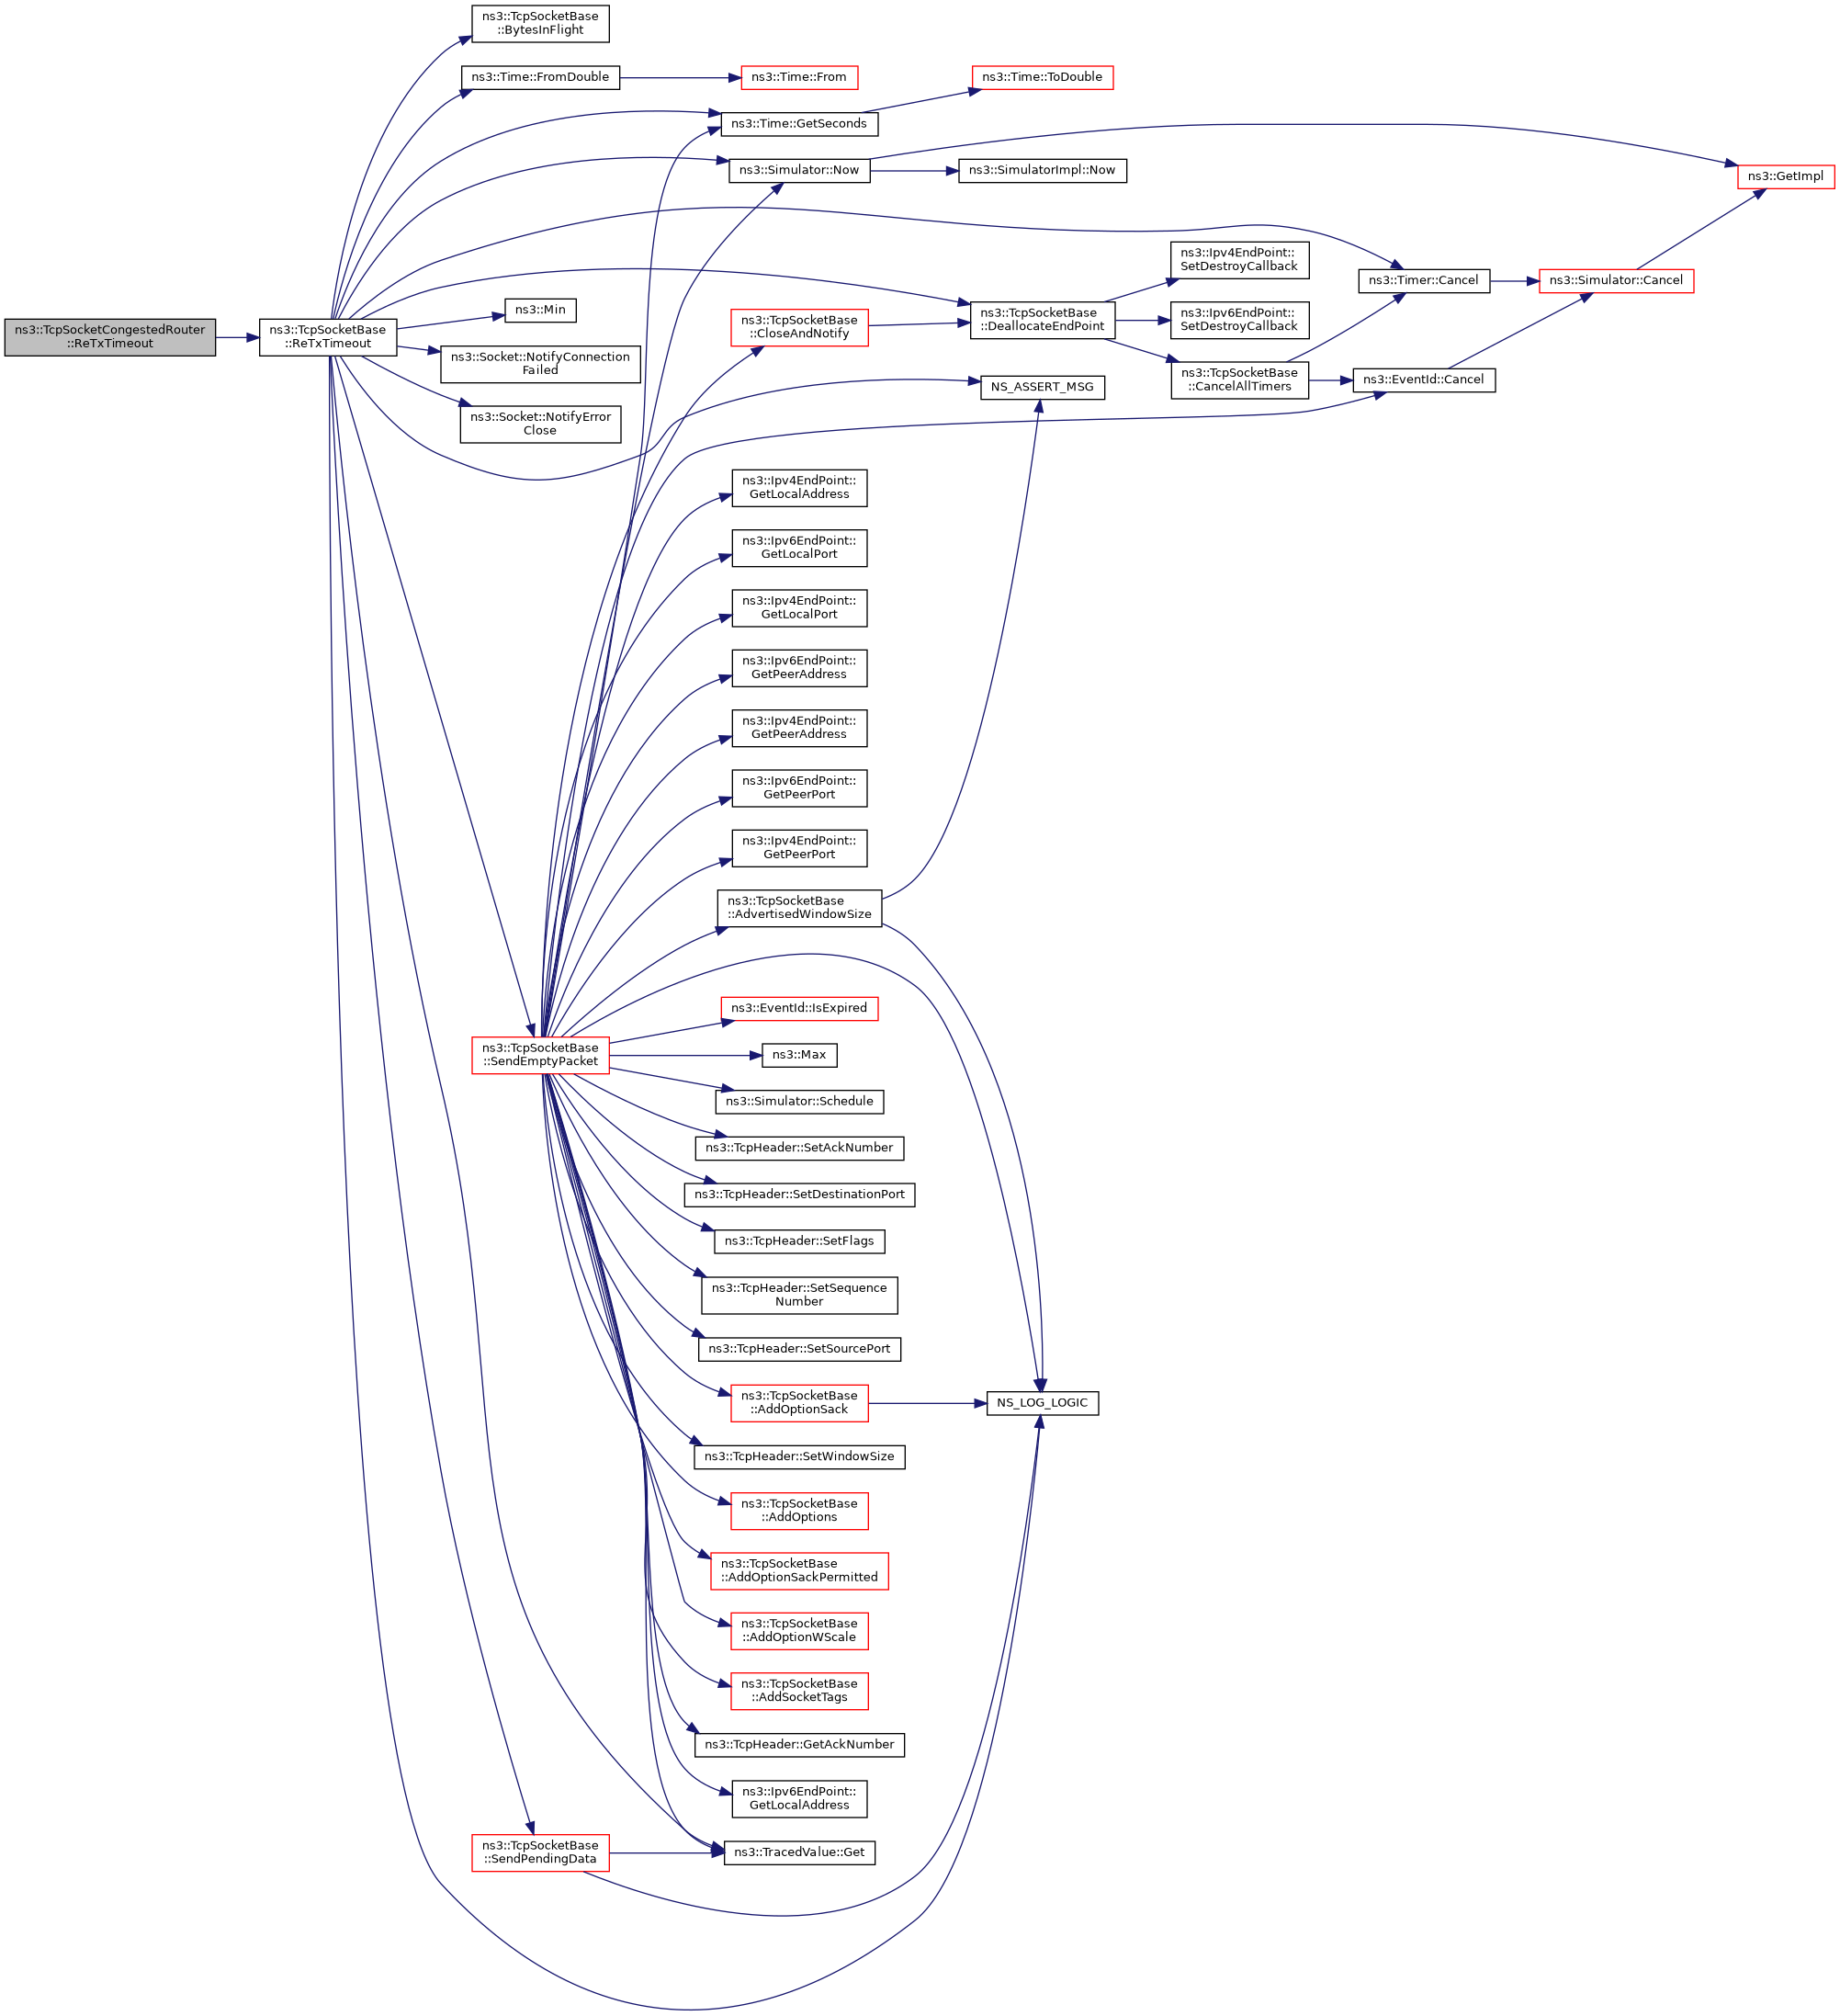 ns3::TcpSocketBase
::BytesInFlight
ns3::Time::FromDouble
ns3::Time::From
ns3::Time::ToDouble
ns3::Time::GetSeconds
ns3::Simulator::Now
ns3::SimulatorImpl::Now
ns3::GetImpl
ns3::Ipv4EndPoint::
SetDestroyCallback
ns3::Timer::Cancel
ns3::Simulator::Cancel
ns3::Min
ns3::TcpSocketBase
::DeallocateEndPoint
ns3::Ipv6EndPoint::
SetDestroyCallback
ns3::TcpSocketCongestedRouter
::ReTxTimeout
ns3::TcpSocketBase
::ReTxTimeout
ns3::TcpSocketBase
::CloseAndNotify
ns3::Socket::NotifyConnection
Failed
ns3::TcpSocketBase
::CancelAllTimers
ns3::EventId::Cancel
NS_ASSERT_MSG
ns3::Socket::NotifyError
Close
ns3::Ipv4EndPoint::
GetLocalAddress
ns3::Ipv6EndPoint::
GetLocalPort
ns3::Ipv4EndPoint::
GetLocalPort
ns3::Ipv6EndPoint::
GetPeerAddress
ns3::Ipv4EndPoint::
GetPeerAddress
ns3::Ipv6EndPoint::
GetPeerPort
ns3::Ipv4EndPoint::
GetPeerPort
ns3::TcpSocketBase
::AdvertisedWindowSize
ns3::EventId::IsExpired
ns3::TcpSocketBase
::SendEmptyPacket
ns3::Max
ns3::Simulator::Schedule
ns3::TcpHeader::SetAckNumber
ns3::TcpHeader::SetDestinationPort
ns3::TcpHeader::SetFlags
ns3::TcpHeader::SetSequence
Number
ns3::TcpHeader::SetSourcePort
ns3::TcpSocketBase
::AddOptionSack
NS_LOG_LOGIC
ns3::TcpHeader::SetWindowSize
ns3::TcpSocketBase
::AddOptions
ns3::TcpSocketBase
::AddOptionSackPermitted
ns3::TcpSocketBase
::AddOptionWScale
ns3::TcpSocketBase
::AddSocketTags
ns3::TcpHeader::GetAckNumber
ns3::Ipv6EndPoint::
GetLocalAddress
ns3::TcpSocketBase
::SendPendingData
ns3::TracedValue::Get